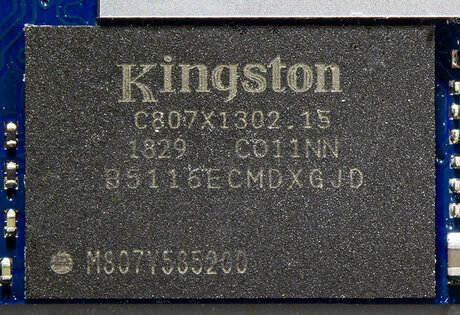 Kingston
C807X1302.15
1829 C011NN
B5116ECMDXGJD
M807Y585200